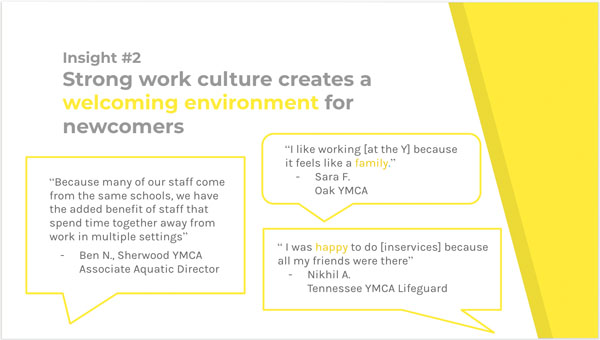 Insight #2
Strong work culture creates a
welcoming environment for
newcomers
“Because many of our staff come
from the same schools, we have
the added benefit of staff that
spend time together away from
work in multiple settings”
- Ben N., Sherwood YMCA
Associate Aquatic Director
“I like working [at the Y] because
it feels like a family.”
- Sara F.
Oak YMCA
“ I was happy to do [inservices] because
all my friends were there”
- Nikhil A.
Tennessee YMCA Lifeguard